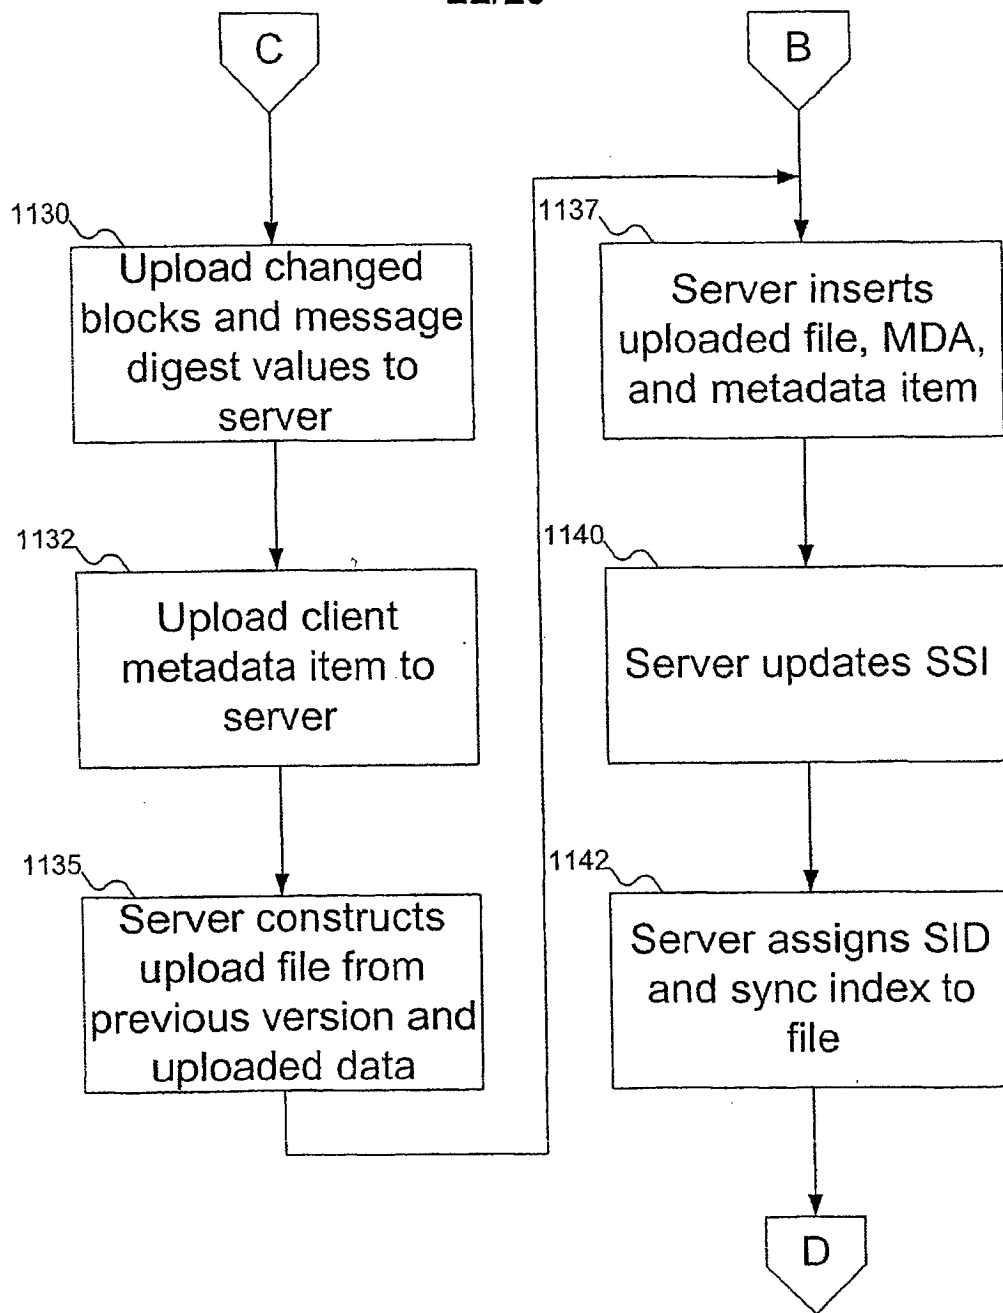 C
1130
Upload changed
blocks and message
digest values to
server
1132
Upload client
metadata item to
server
1135
Server constructs
upload file from
previous version and
uploaded data
B
1137
Server inserts
uploaded file, MDA,
and metadata item
1140
Server updates SSI
1142
Server assigns SID
and sync index to
file
D